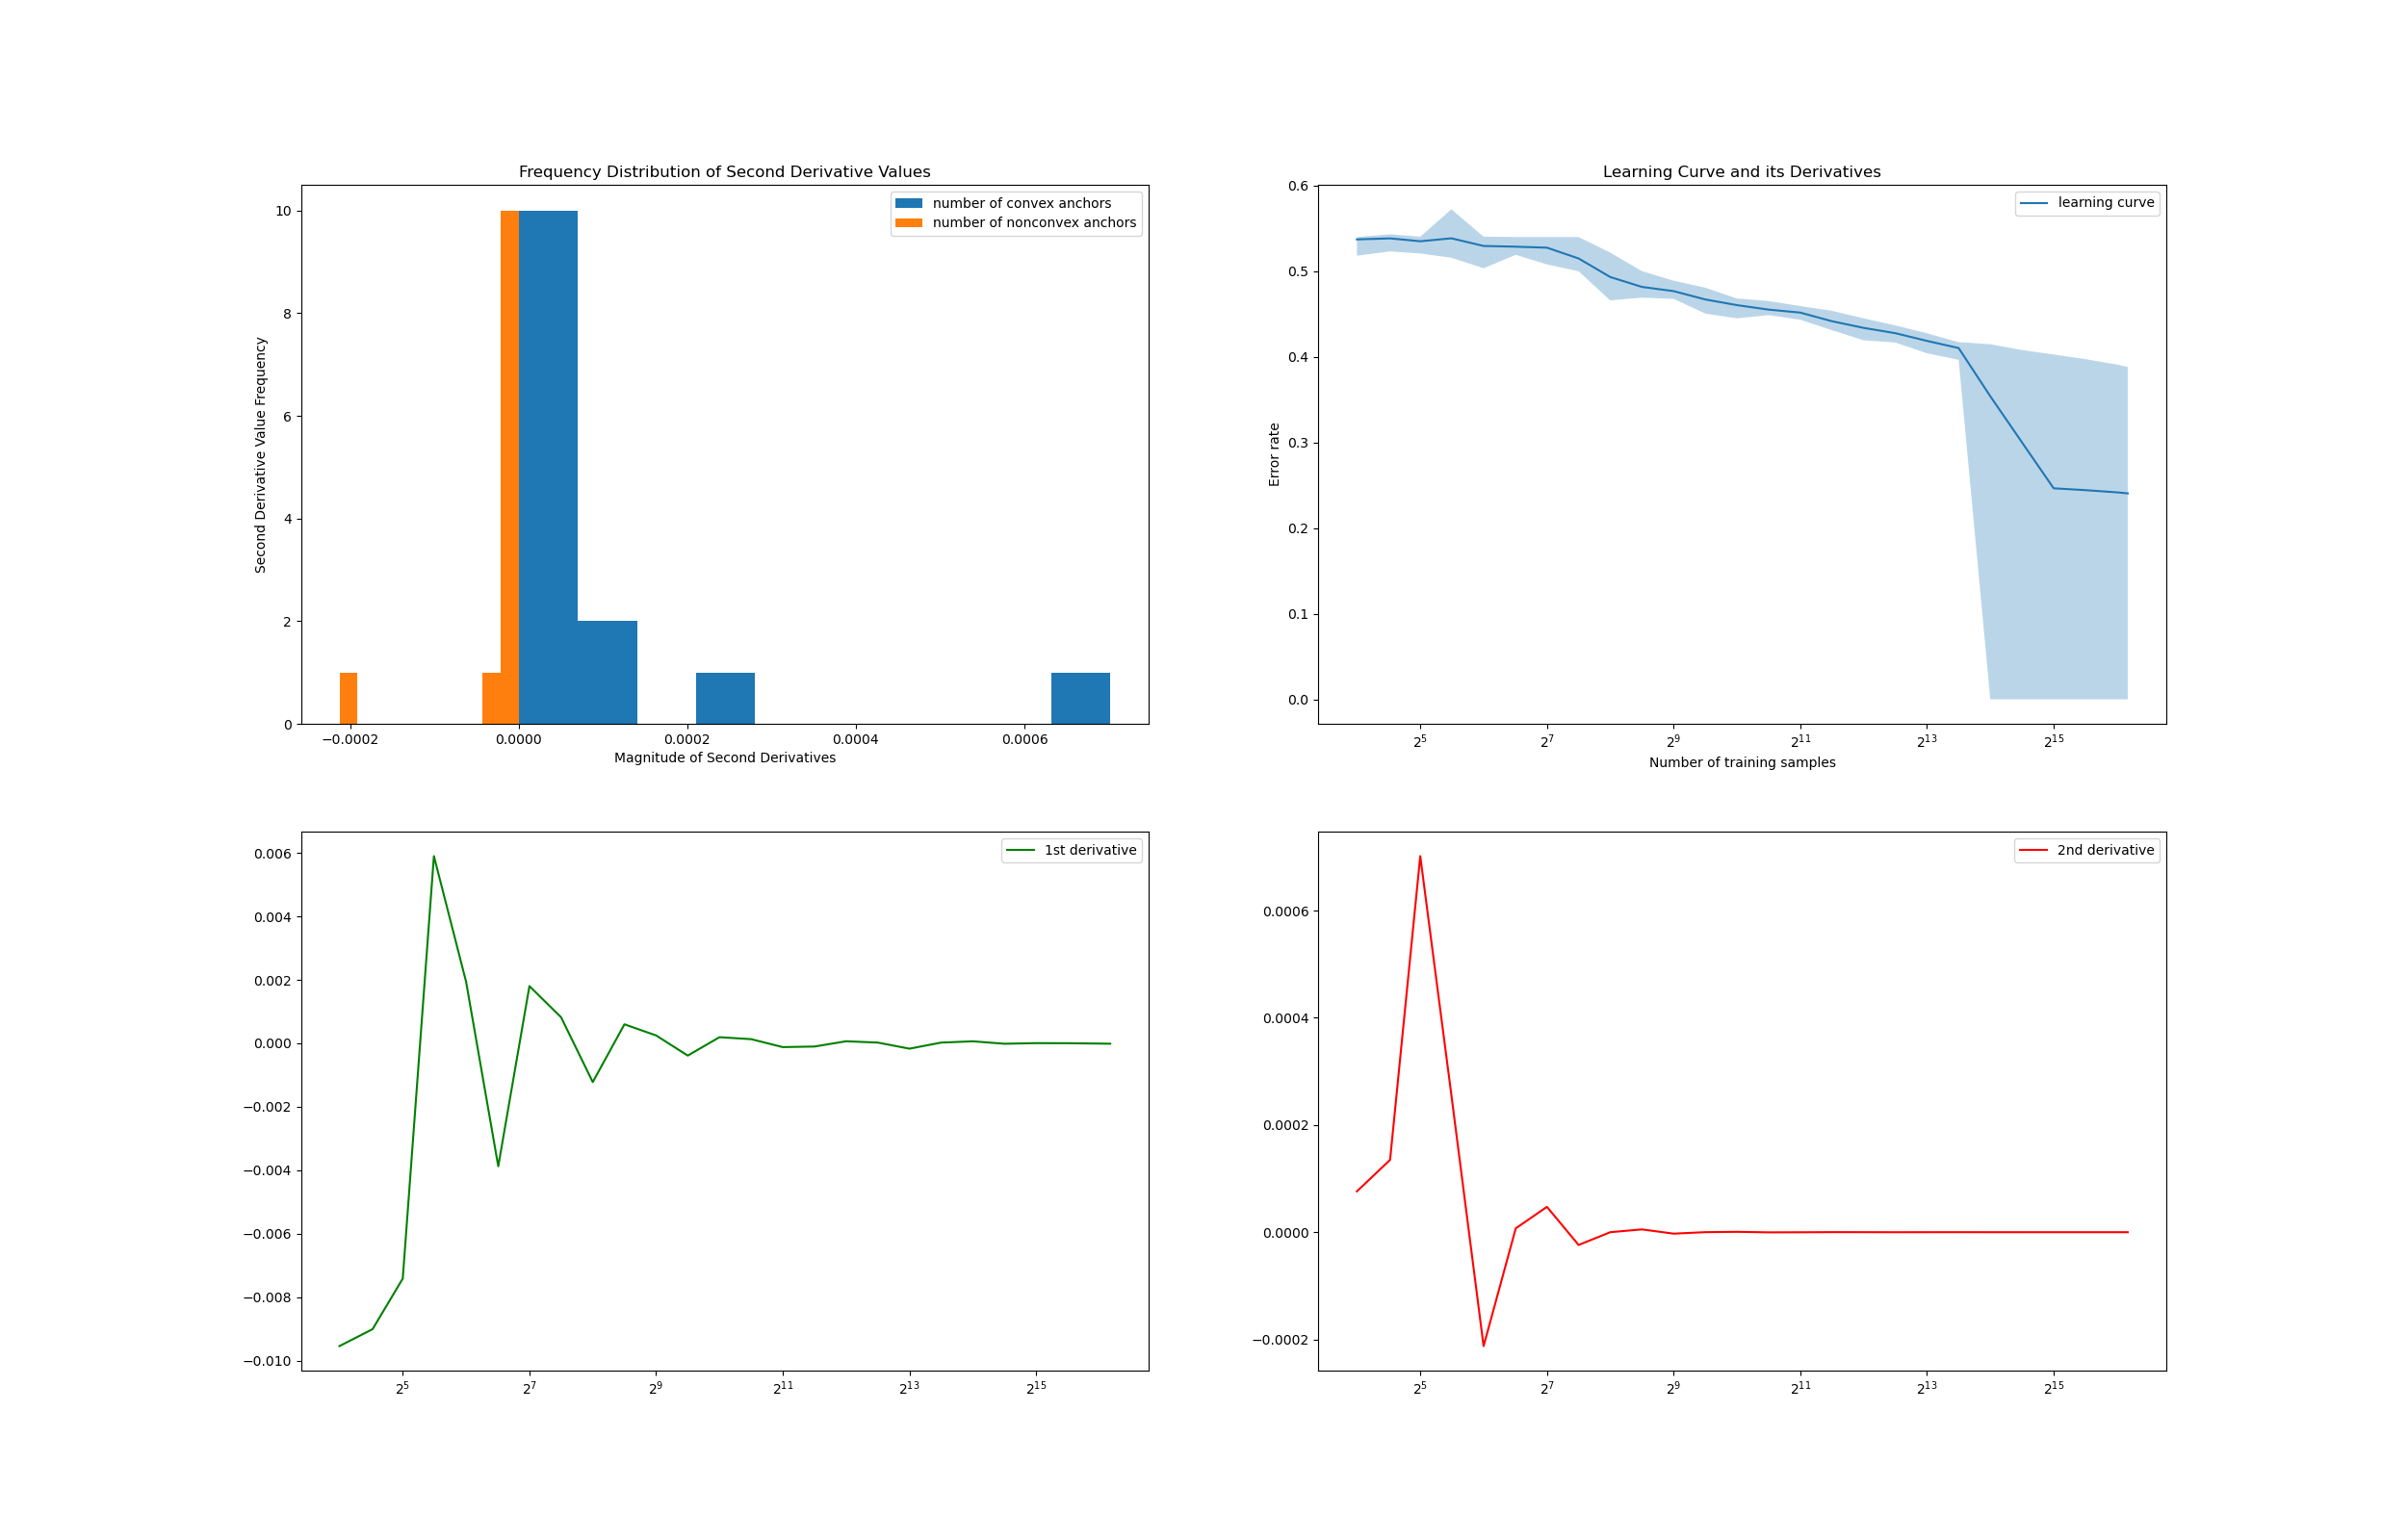 Frequency Distribution of Second Derivative Values
number of convex anchors
number of nonconvex anchors
Second Derivative Value Frequency
10
8
6
4
2
0
−0.0002 0.0000 0.0002 0.0004 0.0006
Magnitude of Second Derivatives
Learning Curve and its Derivatives
learning curve
Error rate
0.6
0.5
0.4
0.3
0.2
0.1
0.0
2^5 2^7 2^9 2^11 2^13 2^15
Number of training samples
1st derivative
0.006
0.004
0.002
0.000
−0.002
−0.004
−0.006
−0.008
−0.010
2^5 2^7 2^9 2^11 2^13 2^15
2nd derivative
0.0006
0.0004
0.0002
0.0000
−0.0002
2^5 2^7 2^9 2^11 2^13 2^15